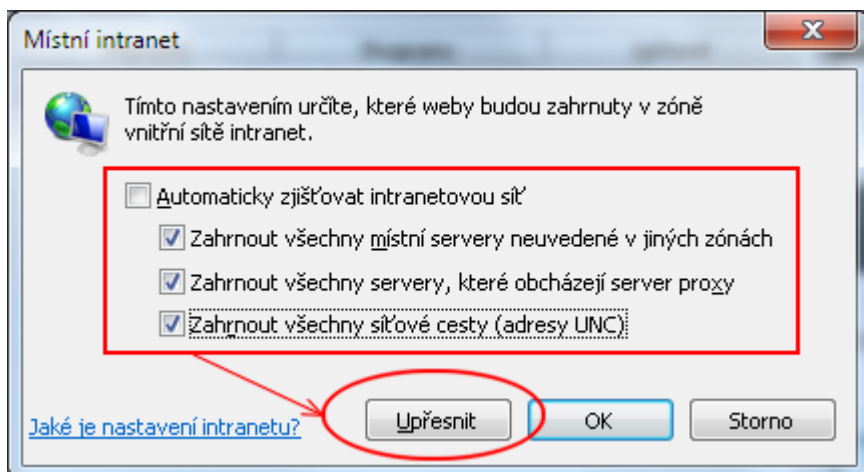 Místní intranet
Tímto nastavením určíte, které weby budou zahrnuty v zóně
vnitřní sítě intranet.
Automaticky zjišťovat intranetovou síť
Zahrnout všechny místní servery neuvedené v jiných zónách
Zahrnout všechny servery, které obcházejí server proxy
Zahrnout všechny síťové cesty (adresy UNC)
Jaké je nastavení intranetu? Upřesnit OK Storno